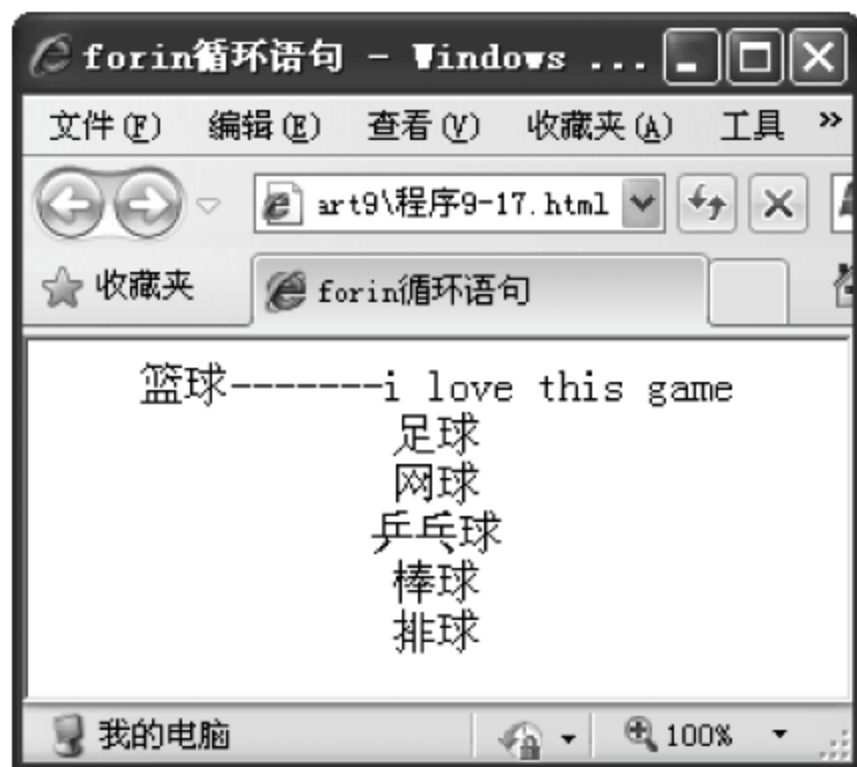 forin循环语句 - Windows ...
文件(F) 编辑(E) 查看(V) 收藏夹(A) 工具 »
art9\程序9-17.html
收藏夹 forin循环语句
篮球-------i love this game
足球
网球
乒乓球
棒球
排球
我的电脑 100%